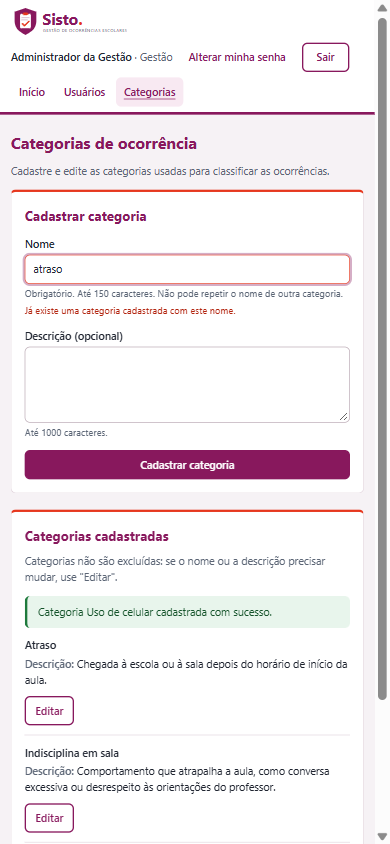 Sisto.
GESTÃO DE OCORRÊNCIAS ESCOLARES
Administrador da Gestão · Gestão
Alterar minha senha
Sair
Início
Usuários
Categorias
Categorias de ocorrência
Cadastre e edite as categorias usadas para classificar as ocorrências.
Cadastrar categoria
Nome
atraso
Obrigatório. Até 150 caracteres. Não pode repetir o nome de outra categoria.
Já existe uma categoria cadastrada com este nome.
Descrição (opcional)
Até 1000 caracteres.
Cadastrar categoria
Categorias cadastradas
Categorias não são excluídas: se o nome ou a descrição precisar
mudar, use "Editar".
Categoria Uso de celular cadastrada com sucesso.
Atraso
Descrição: Chegada à escola ou à sala depois do horário de início da
aula.
Editar
Indisciplina em sala
Descrição: Comportamento que atrapalha a aula, como conversa
excessiva ou desrespeito às orientações do professor.
Editar